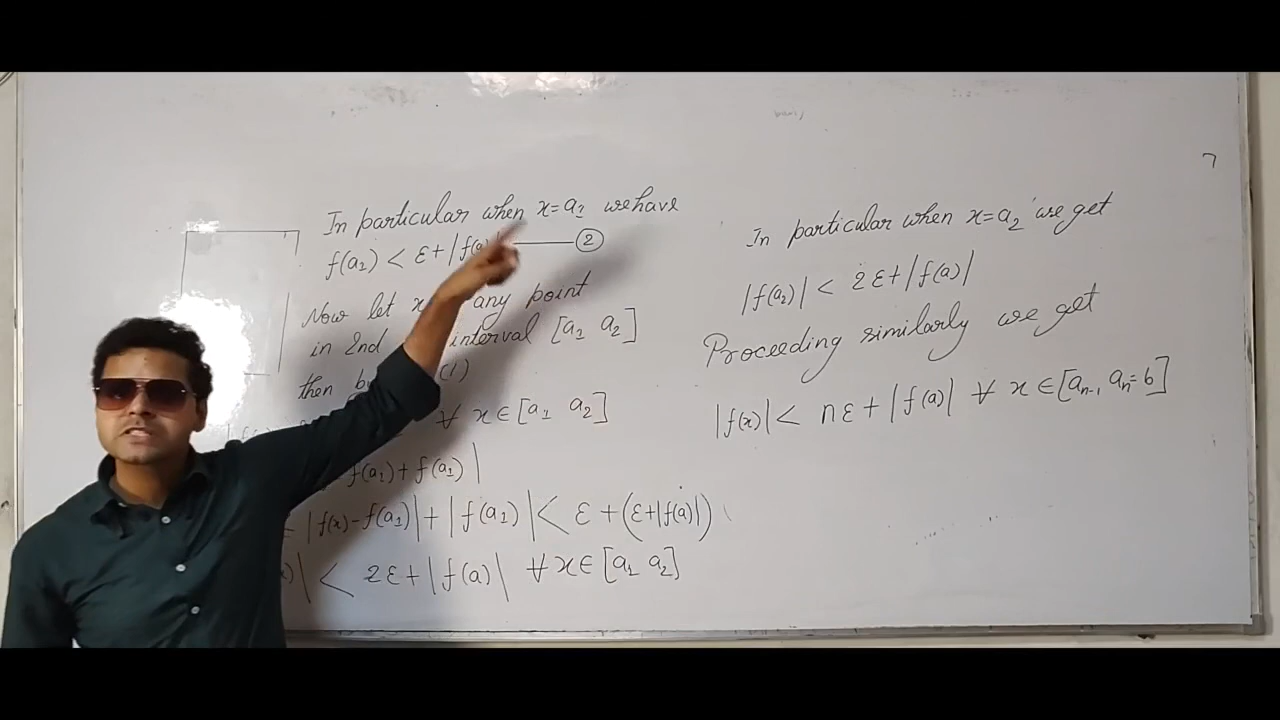 In particular when x=a₁ we have
f(a₁) < ε+|f(a)| ——— ②
Now let x any point
in 2nd interval [a₁ a₂]
then by (1)
∀ x∈[a₁ a₂]
f(a₁)+f(a₁)|
|f(x)-f(a₁)|+|f(a₁)|< ε+(ε+|f(a)|)
)|< 2ε+|f(a)| ∀ x∈[a₁ a₂]
7
In particular when x=a₂ we get
|f(a₂)| < 2ε+|f(a)|
Proceeding similarly we get
|f(x)|< nε+|f(a)| ∀ x∈[aₙ₋₁ aₙ=b]